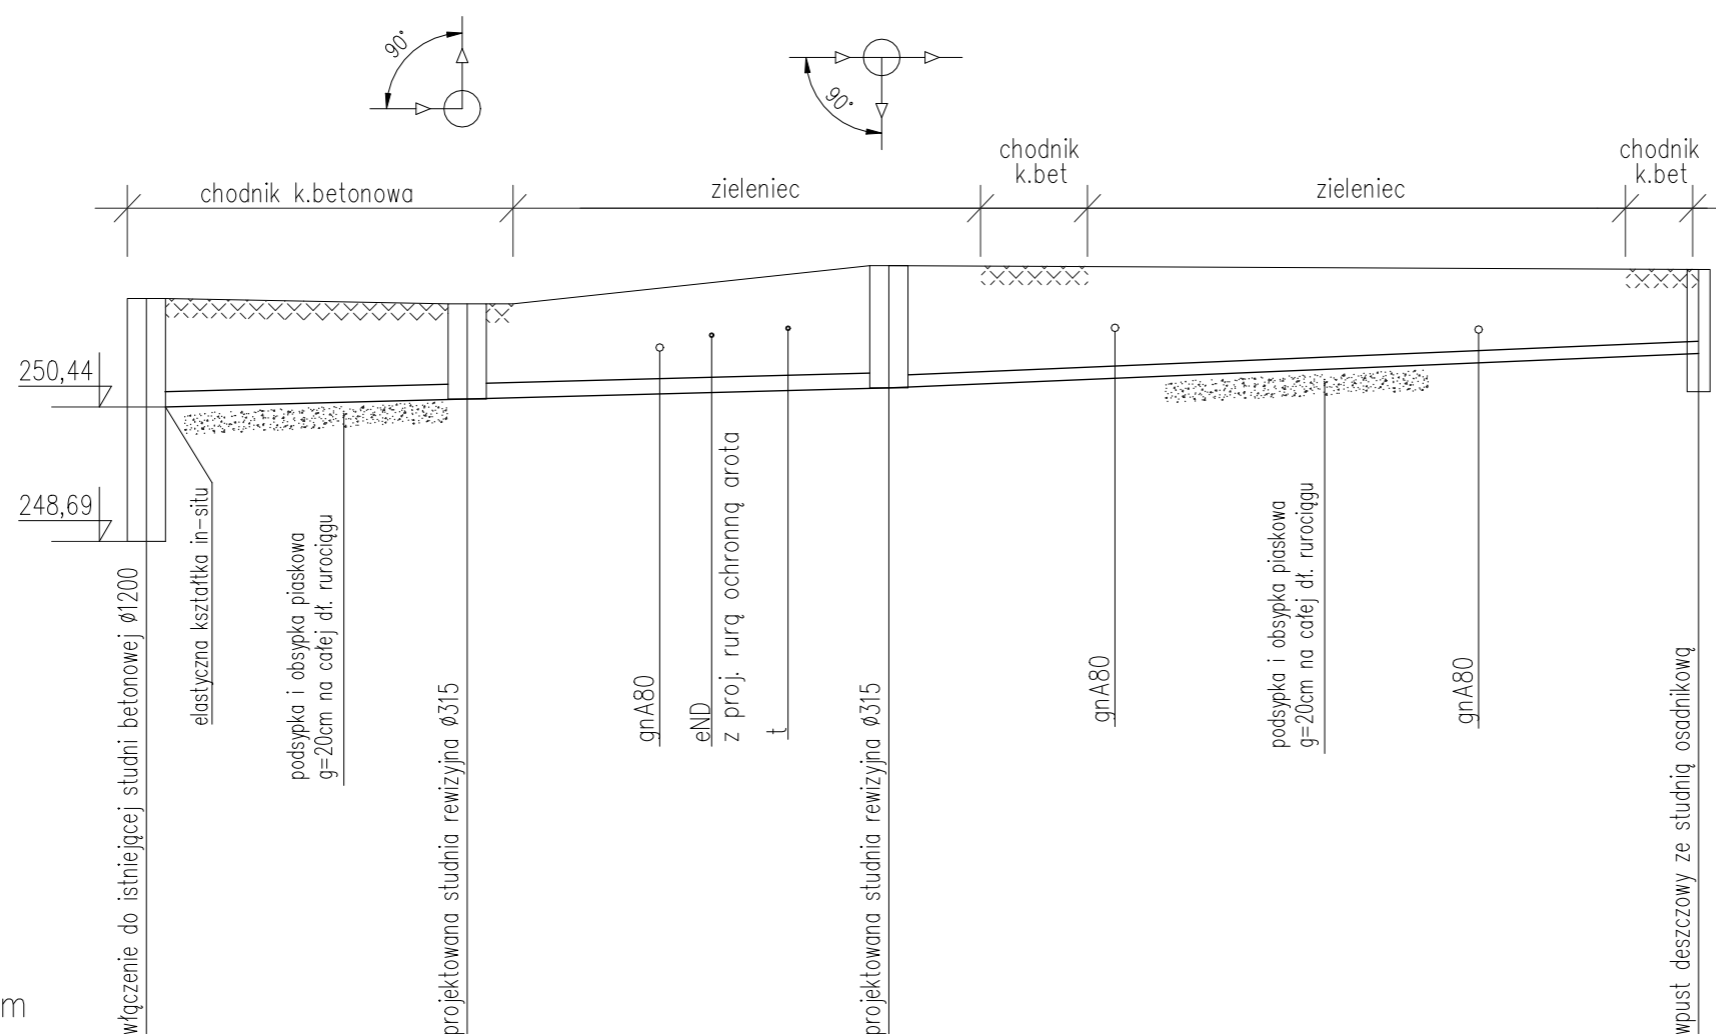 90°
90°
chodnik k.betonowa
zieleniec
chodnik
k.bet
zieleniec
chodnik
k.bet
250,44
248,69
włączenie do istniejącej studni betonowej ø1200
elastyczna kształtka in-situ
podsypka i obsypka piaskowa
g=20cm na całej dł. rurociągu
projektowana studnia rewizyjna ø315
gnA80
eND
z proj. rurą ochronną arota
t
projektowana studnia rewizyjna ø315
gnA80
podsypka i obsypka piaskowa
g=20cm na całej dł. rurociągu
gnA80
wpust deszczowy ze studnią osadnikową
m